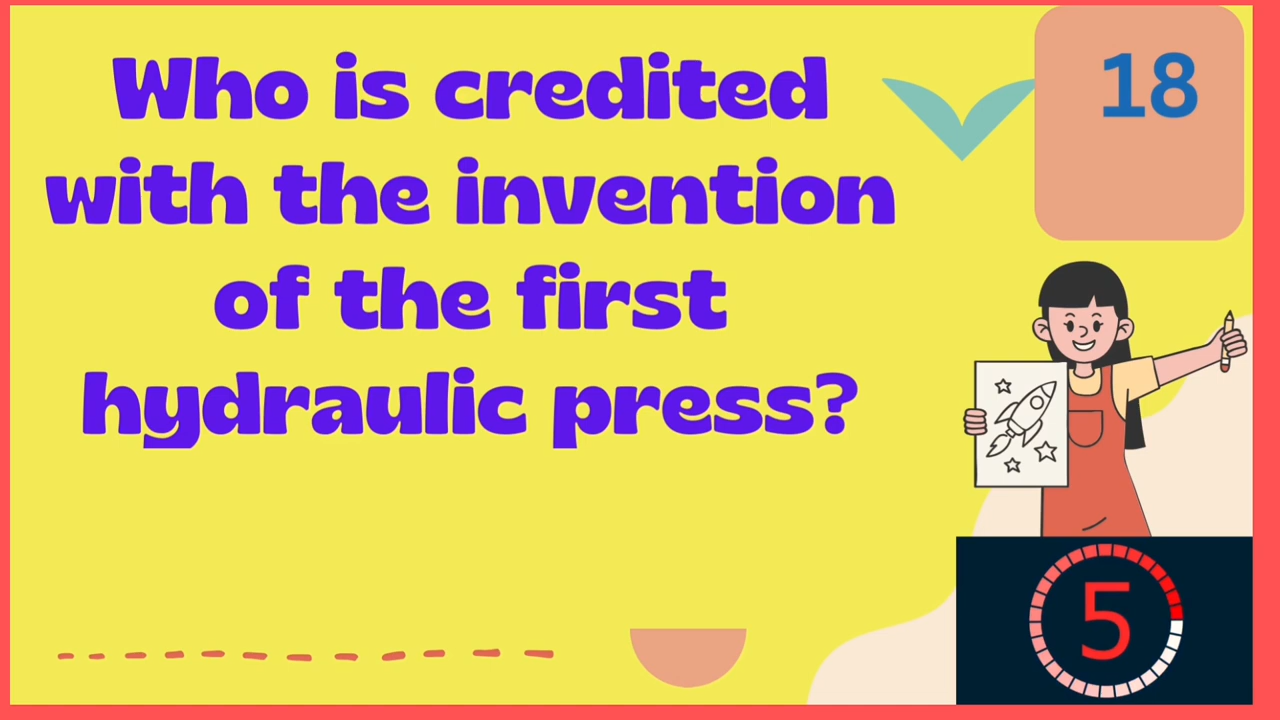 Who is credited
with the invention
of the first
hydraulic press?
18
5